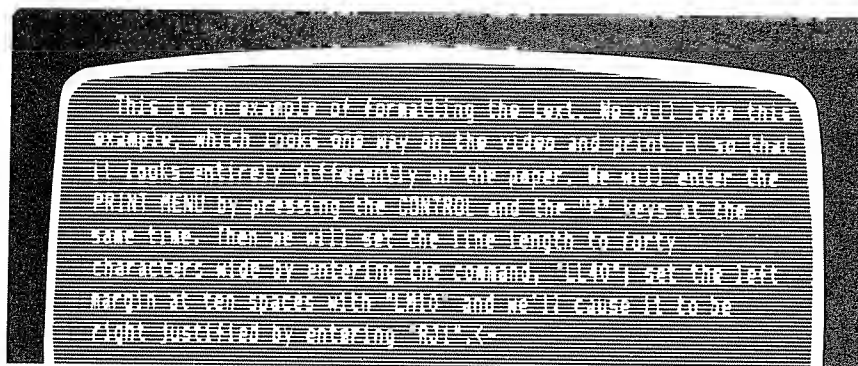 This is an example of formatting the text. We will take this
example, which looks one way on the video and print it so that
it looks entirely differently on the paper. We will enter the
PRINT MENU by pressing the CONTROL and the "P" keys at the
same time. Then we will set the line length to forty
characters wide by entering the command, "LL40", set the left
margin at ten spaces with "LM10" and we'll cause it to be
right justified by entering "RJ1".<-